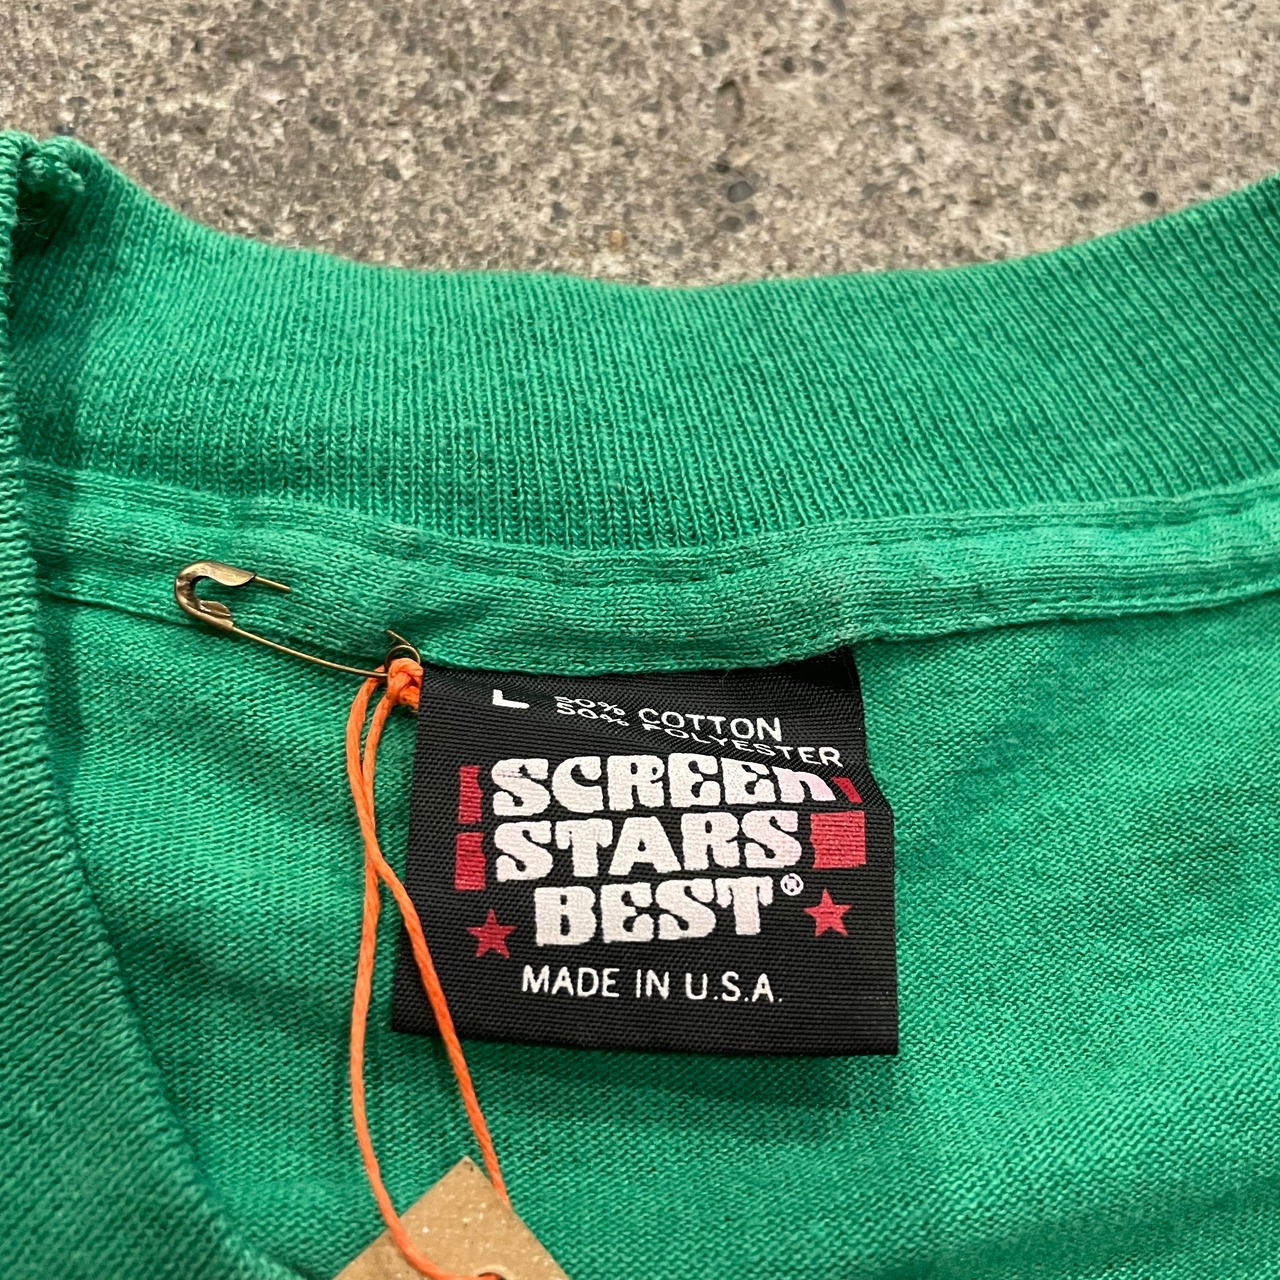 L 50% COTTON
50% POLYESTER
SCREEn
STARS
BEST®
MADE IN U.S.A.